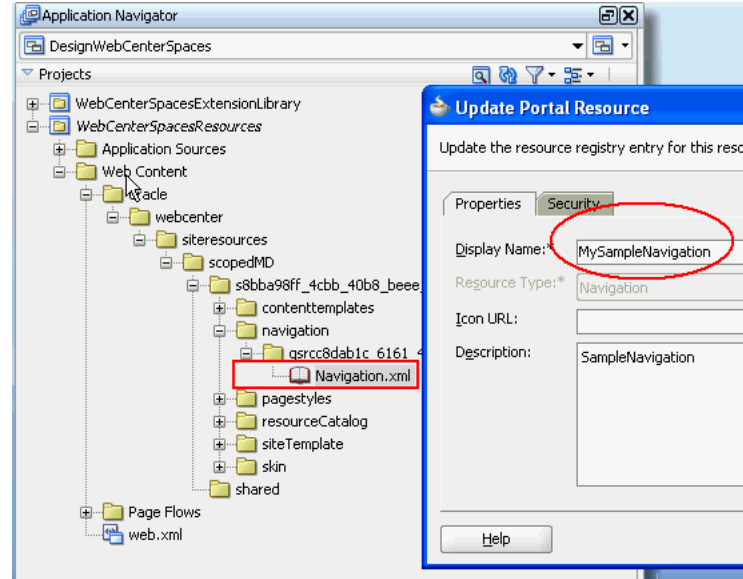 Application Navigator
DesignWebCenterSpaces
Projects
WebCenterSpacesExtensionLibrary
WebCenterSpacesResources
Application Sources
Web Content
webcenter
siteresources
scopedMD
s8bba98ff_4cbb_40b8_beee_
contenttemplates
navigation
gsrcc8dab1c_6161_4
Navigation.xml
pagestyles
resourceCatalog
siteTemplate
skin
shared
Page Flows
web.xml
Update Portal Resource
Update the resource registry entry for this reso
Properties
Security
Display Name:*
MySampleNavigation
Resource Type:*
Navigation
Icon URL:
Description:
SampleNavigation
Help